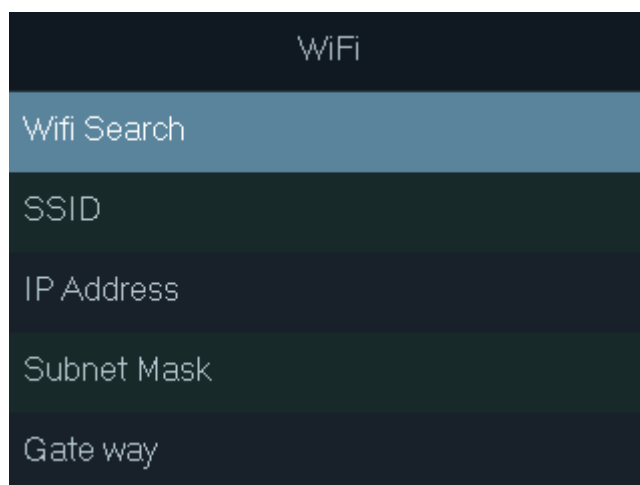 WiFi
Wifi Search
SSID
IP Address
Subnet Mask
Gate way